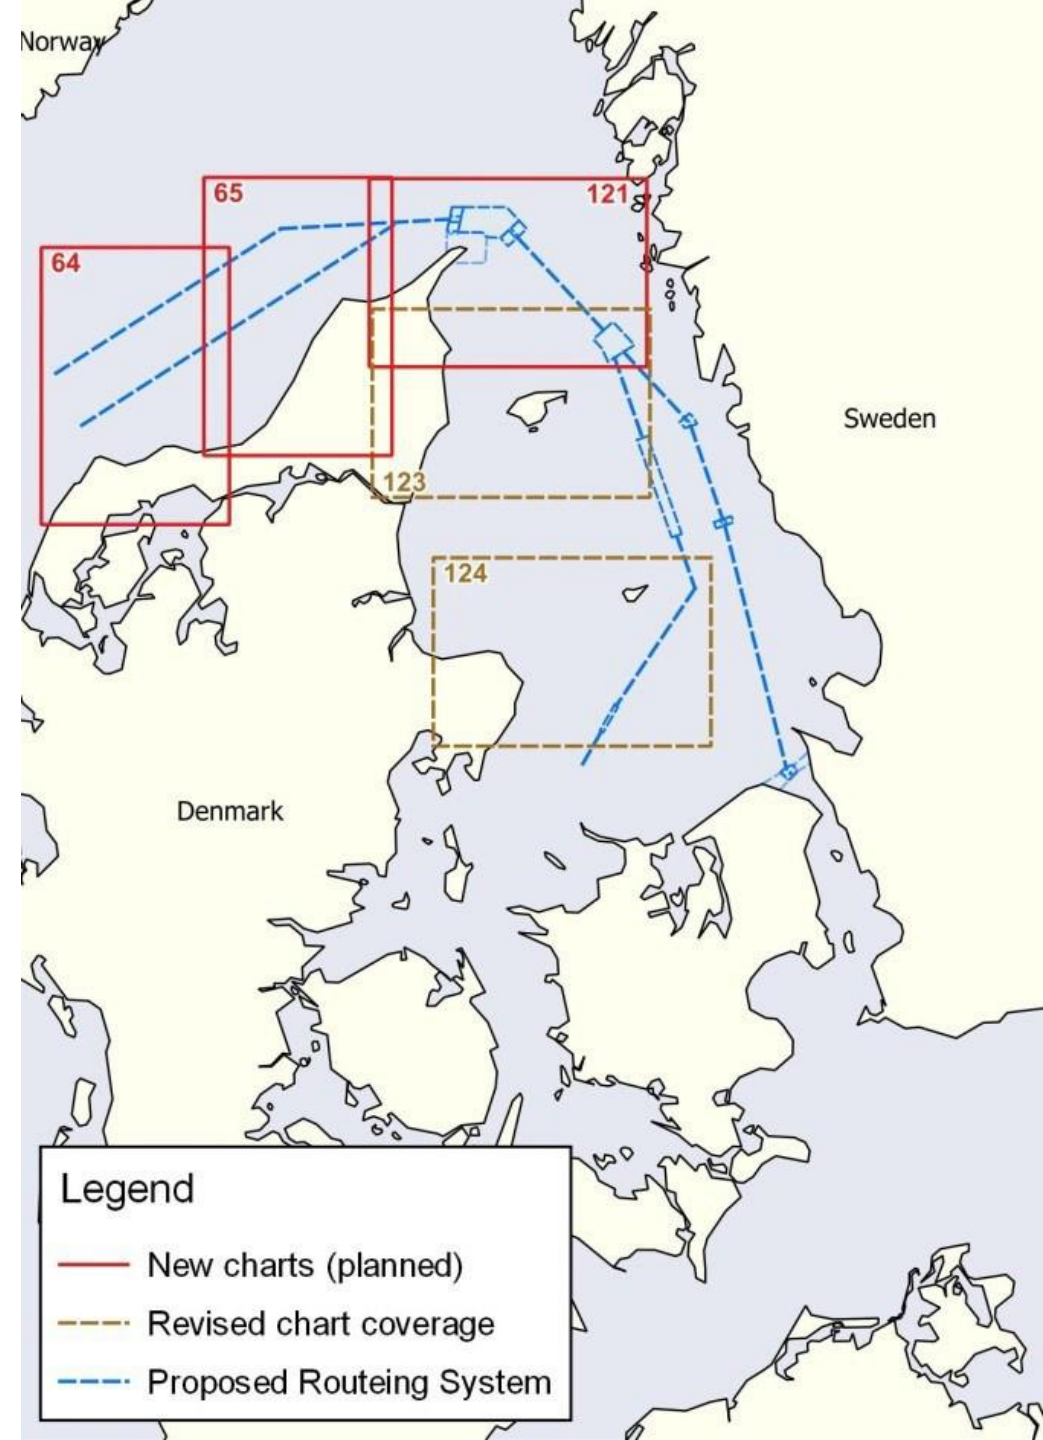 Norway
65
121
64
Sweden
123
124
Denmark
Legend
New charts (planned)
Revised chart coverage
Proposed Routeing System